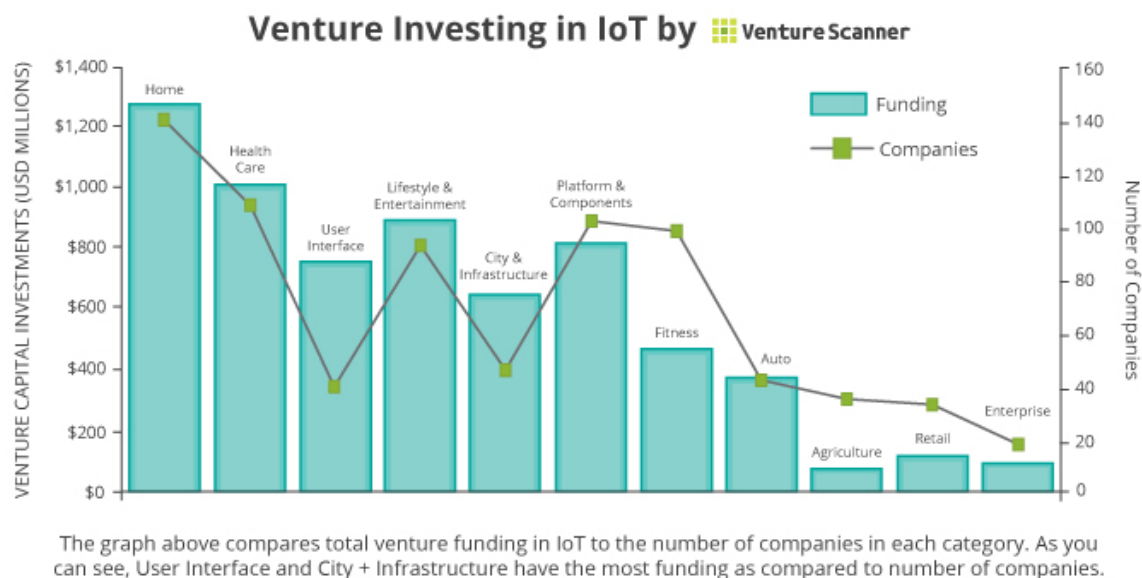 Venture Investing in IoT by Venture Scanner
VENTURE CAPITAL INVESTMENTS (USD MILLIONS)
$1,400
$1,200
$1,000
$800
$600
$400
$200
$0
Home
Health
Care
User
Interface
Lifestyle &
Entertainment
City &
Infrastructure
Platform &
Components
Fitness
Auto
Agriculture
Retail
Enterprise
Funding
Companies
160
140
120
100
80
60
40
20
0
Number of Companies
The graph above compares total venture funding in IoT to the number of companies in each category. As you
can see, User Interface and City + Infrastructure have the most funding as compared to number of companies.